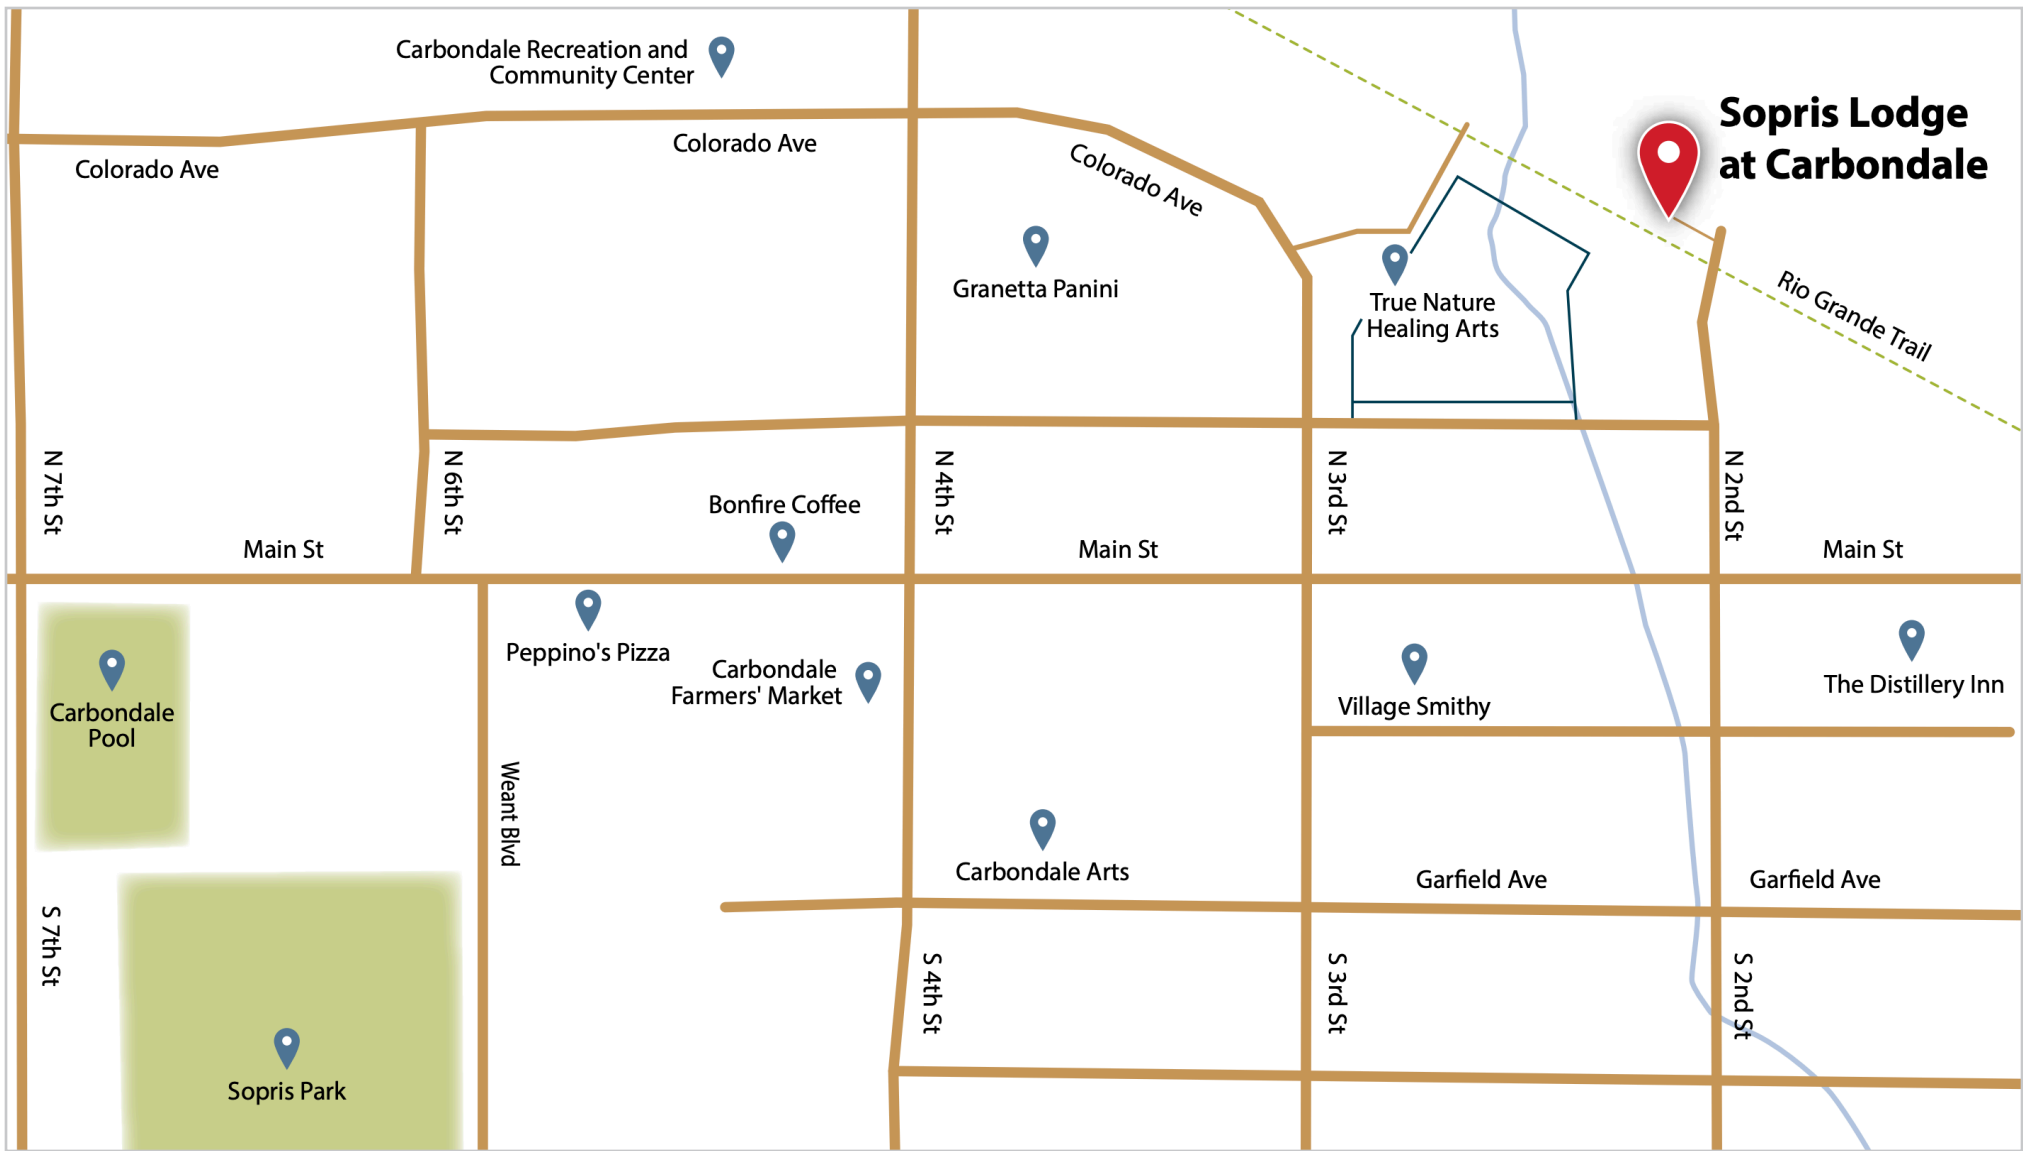 Carbondale Recreation and
Community Center
Sopris Lodge
at Carbondale
Colorado Ave
Colorado Ave
Colorado Ave
Granetta Panini
True Nature
Healing Arts
Rio Grande Trail
N 7th St
N 6th St
N 4th St
N 3rd St
N 2nd St
Bonfire Coffee
Main St
Main St
Main St
Peppino's Pizza
Carbondale
Farmers' Market
Village Smithy
The Distillery Inn
Carbondale
Pool
Weant Blvd
Carbondale Arts
Garfield Ave
Garfield Ave
S 7th St
S 4th St
S 3rd St
S 2nd St
Sopris Park